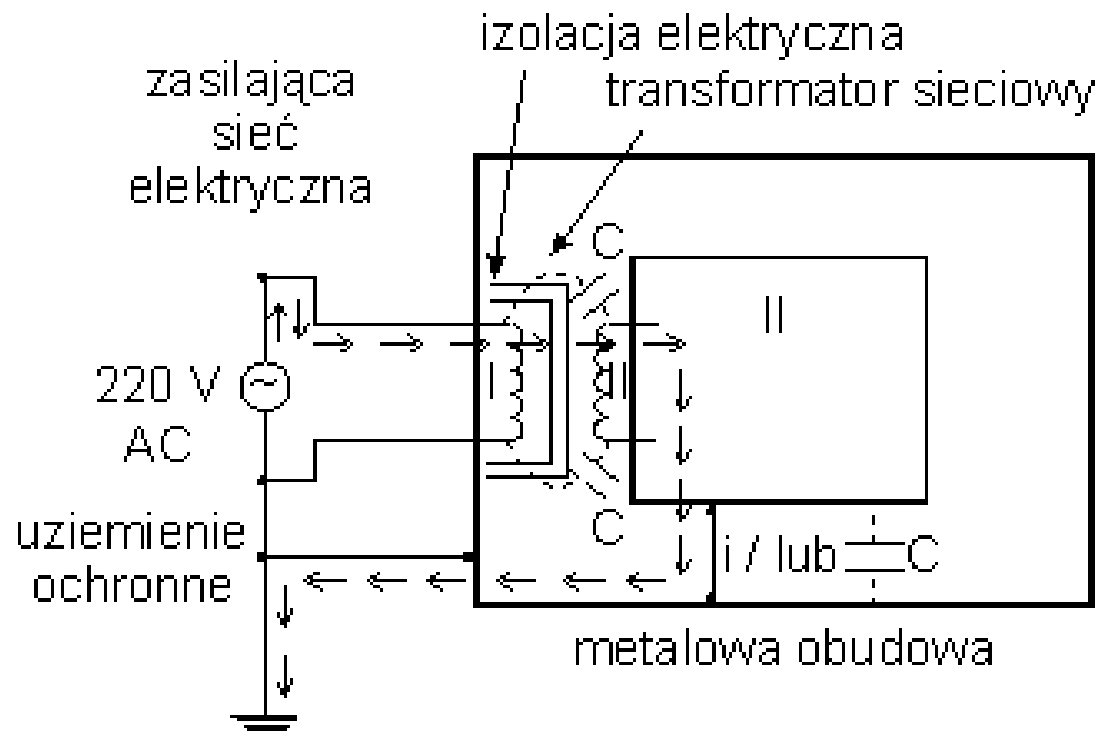 izolacja elektryczna
transformator sieciowy
zasilająca
sieć
elektryczna
C
II
I
II
220 V
AC
C
uziemienie
ochronne
i / lub
C
metalowa obudowa